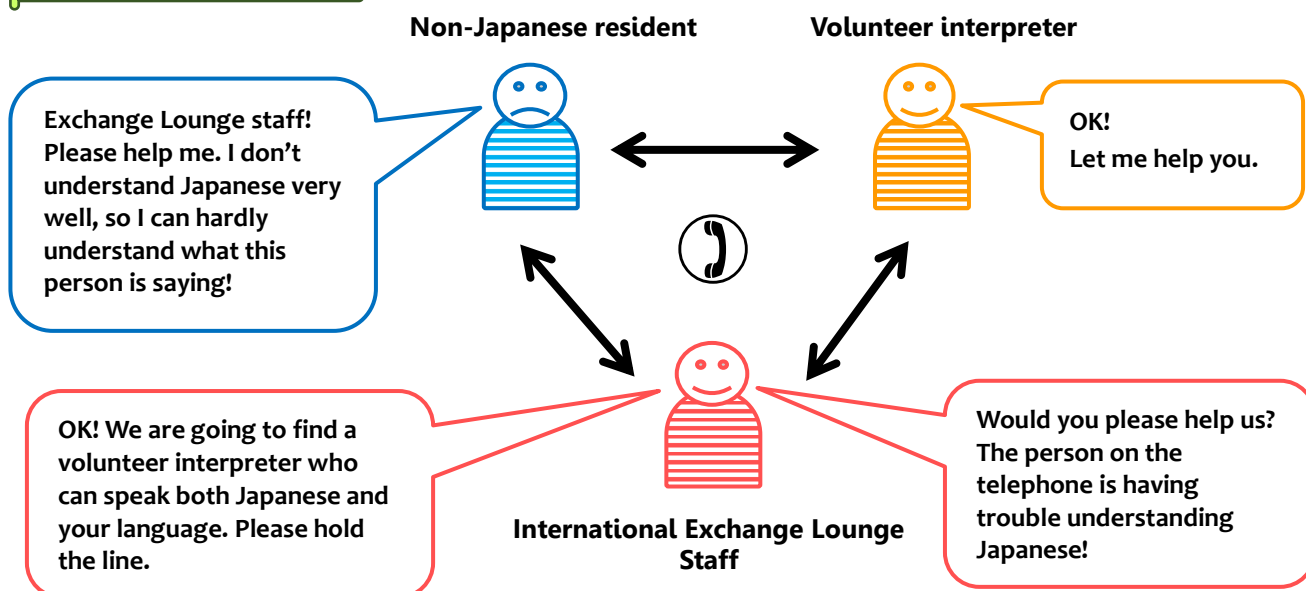 Non-Japanese resident
Volunteer interpreter
Exchange Lounge staff!
Please help me. I don't
understand Japanese very
well, so I can hardly
understand what this
person is saying!
OK!
Let me help you.
OK! We are going to find a
volunteer interpreter who
can speak both Japanese and
your language. Please hold
the line.
Would you please help us?
The person on the
telephone is having
trouble understanding
Japanese!
International Exchange Lounge
Staff